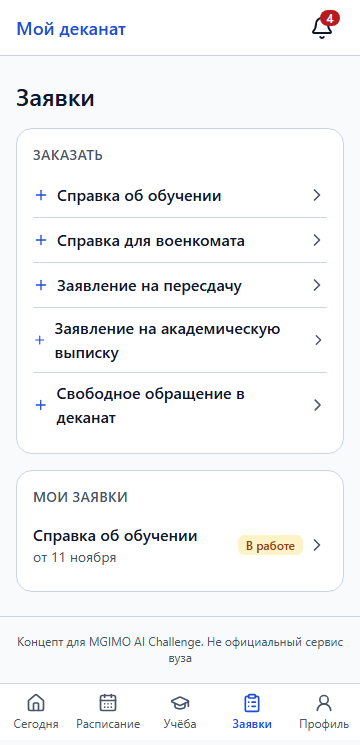 Мой деканат
4
Заявки
ЗАКАЗАТЬ
Справка об обучении
Справка для военкомата
Заявление на пересдачу
Заявление на академическую
выписку
Свободное обращение в
деканат
МОИ ЗАЯВКИ
Справка об обучении
от 11 ноября
В работе
Концепт для MGIMO AI Challenge. Не официальный сервис
вуза
Сегодня Расписание Учёба Заявки Профиль